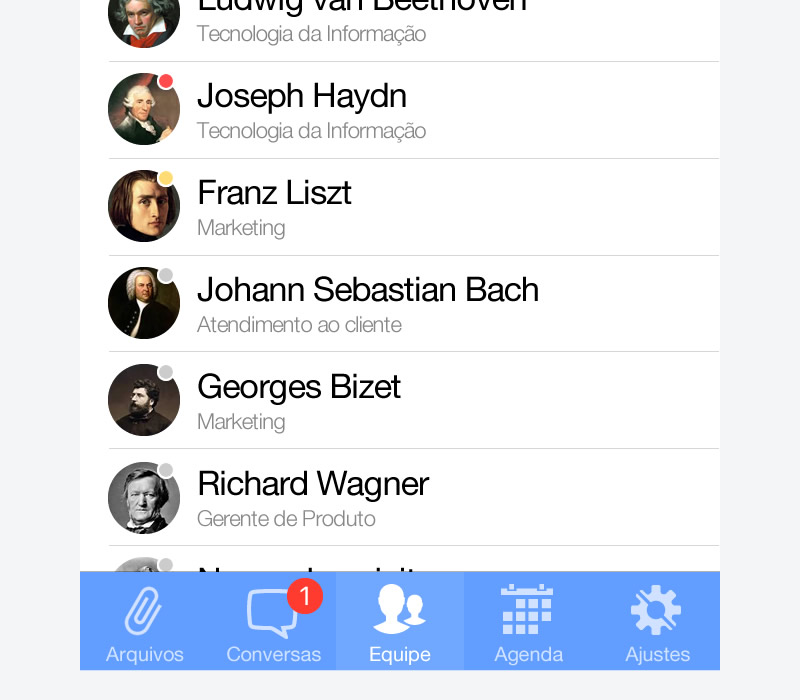 Ludwig van Beethoven
Tecnologia da Informação
Joseph Haydn
Tecnologia da Informação
Franz Liszt
Marketing
Johann Sebastian Bach
Atendimento ao cliente
Georges Bizet
Marketing
Richard Wagner
Gerente de Produto
1
Arquivos
Conversas
Equipe
Agenda
Ajustes